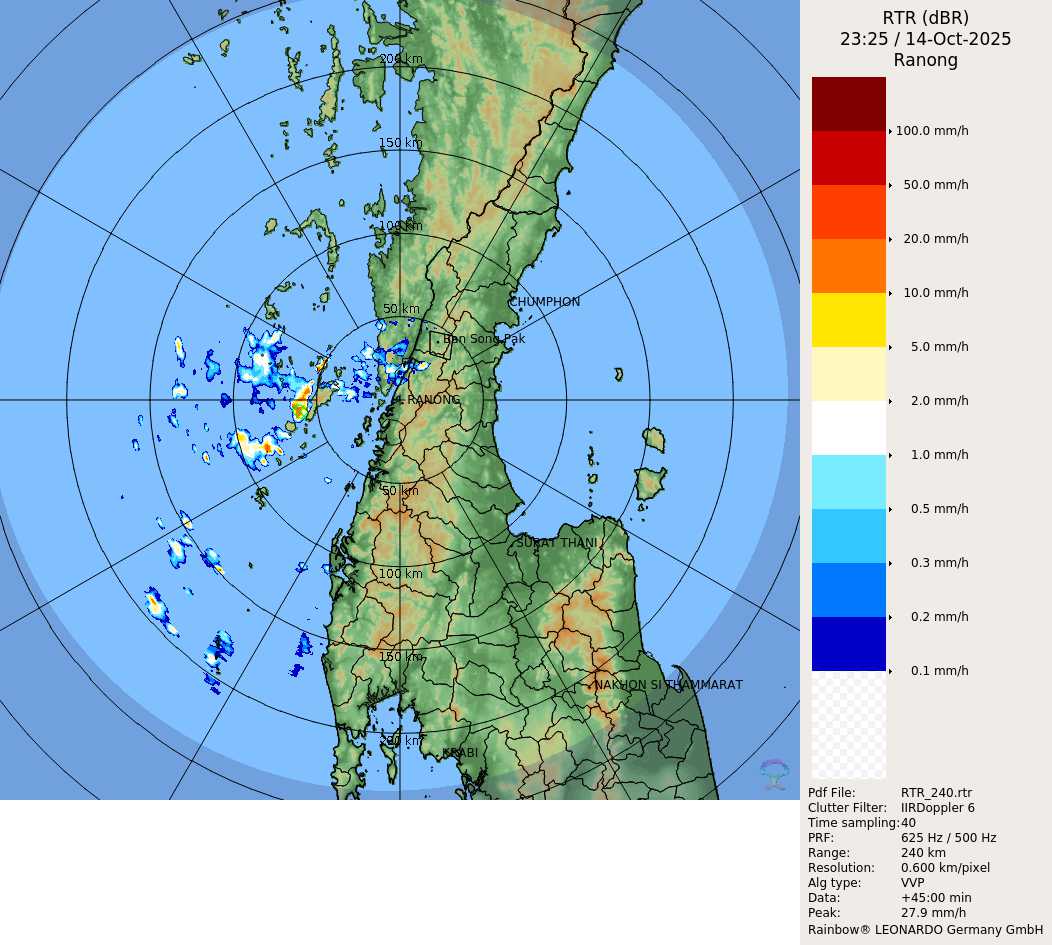 RTR (dBR)
23:25 / 14-Oct-2025
Ranong
100.0 mm/h
50.0 mm/h
20.0 mm/h
10.0 mm/h
5.0 mm/h
2.0 mm/h
1.0 mm/h
0.5 mm/h
0.3 mm/h
0.2 mm/h
0.1 mm/h
Pdf File: RTR_240.rtr
Clutter Filter: IIRDoppler 6
Time sampling: 40
PRF: 625 Hz / 500 Hz
Range: 240 km
Resolution: 0.600 km/pixel
Alg type: VVP
Data: +45:00 min
Peak: 27.9 mm/h
Rainbow® LEONARDO Germany GmbH
200 km
150 km
100 km
CHUMPHON
50 km
Ban Song Pak
RANONG
50 km
SURAT THANI
100 km
150 km
NAKHON SI THAMMARAT
200 km
KRABI